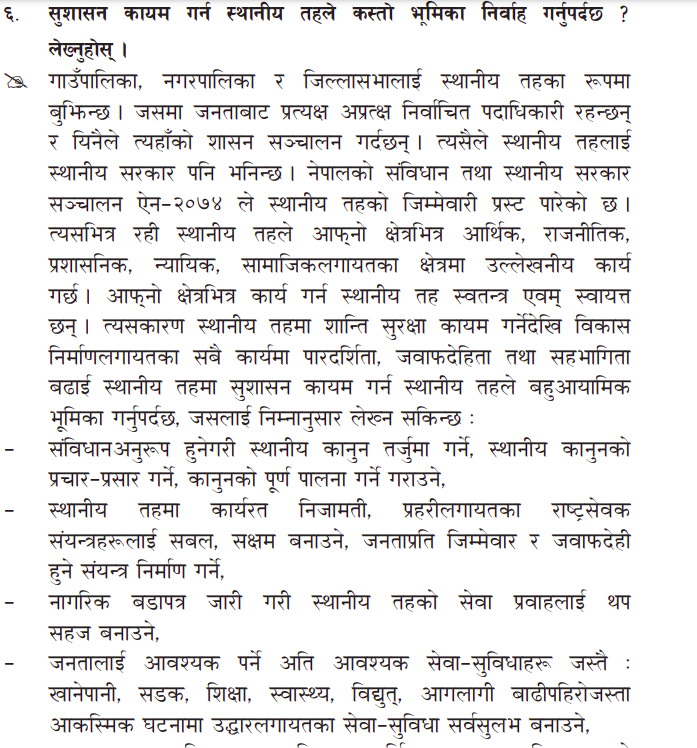 ६. सुशासन कायम गर्न स्थानीय तहले कस्तो भूमिका निर्वाह गर्नुपर्दछ ?
लेख्नुहोस् ।
गाउँपालिका, नगरपालिका र जिल्लासभालाई स्थानीय तहका रूपमा
बुझिन्छ । जसमा जनताबाट प्रत्यक्ष अप्रत्क्ष निर्वाचित पदाधिकारी रहन्छन्
र यिनैले त्यहाँको शासन सञ्चालन गर्दछन् । त्यसैले स्थानीय तहलाई
स्थानीय सरकार पनि भनिन्छ । नेपालको संविधान तथा स्थानीय सरकार
सञ्चालन ऐन-२०७४ ले स्थानीय तहको जिम्मेवारी प्रस्ट पारेको छ ।
त्यसभित्र रही स्थानीय तहले आफ्नो क्षेत्रभित्र आर्थिक, राजनीतिक,
प्रशासनिक, न्यायिक, सामाजिकलगायतका क्षेत्रमा उल्लेखनीय कार्य
गर्छ । आफ्नो क्षेत्रभित्र कार्य गर्न स्थानीय तह स्वतन्त्र एवम् स्वायत्त
छन् । त्यसकारण स्थानीय तहमा शान्ति सुरक्षा कायम गर्नेदेखि विकास
निर्माणलगायतका सबै कार्यमा पारदर्शिता, जवाफदेहिता तथा सहभागिता
बढाई स्थानीय तहमा सुशासन कायम गर्न स्थानीय तहले बहुआयामिक
भूमिका गर्नुपर्दछ, जसलाई निम्नानुसार लेख्न सकिन्छ :
- संविधानअनुरूप हुनेगरी स्थानीय कानुन तर्जुमा गर्ने, स्थानीय कानुनको
प्रचार-प्रसार गर्ने, कानुनको पूर्ण पालना गर्ने गराउने,
- स्थानीय तहमा कार्यरत निजामती, प्रहरीलगायतका राष्ट्रसेवक
संयन्त्रहरूलाई सबल, सक्षम बनाउने, जनताप्रति जिम्मेवार र जवाफदेही
हुने संयन्त्र निर्माण गर्ने,
- नागरिक बडापत्र जारी गरी स्थानीय तहको सेवा प्रवाहलाई थप
सहज बनाउने,
- जनतालाई आवश्यक पर्ने अति आवश्यक सेवा-सुविधाहरू जस्तै :
खानेपानी, सडक, शिक्षा, स्वास्थ्य, विद्युत्, आगलागी बाढीपहिरोजस्ता
आकस्मिक घटनामा उद्धारलगायतका सेवा-सुविधा सर्वसुलभ बनाउने,